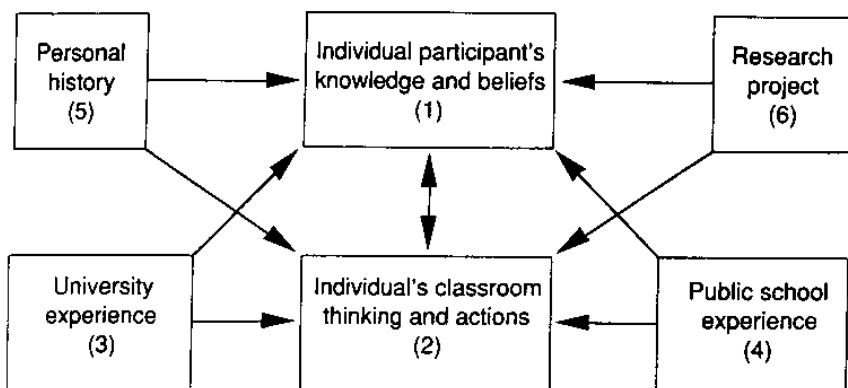 Personal
history
(5)
Individual participant's
knowledge and beliefs
(1)
Research
project
(6)
University
experience
(3)
Individual's classroom
thinking and actions
(2)
Public school
experience
(4)